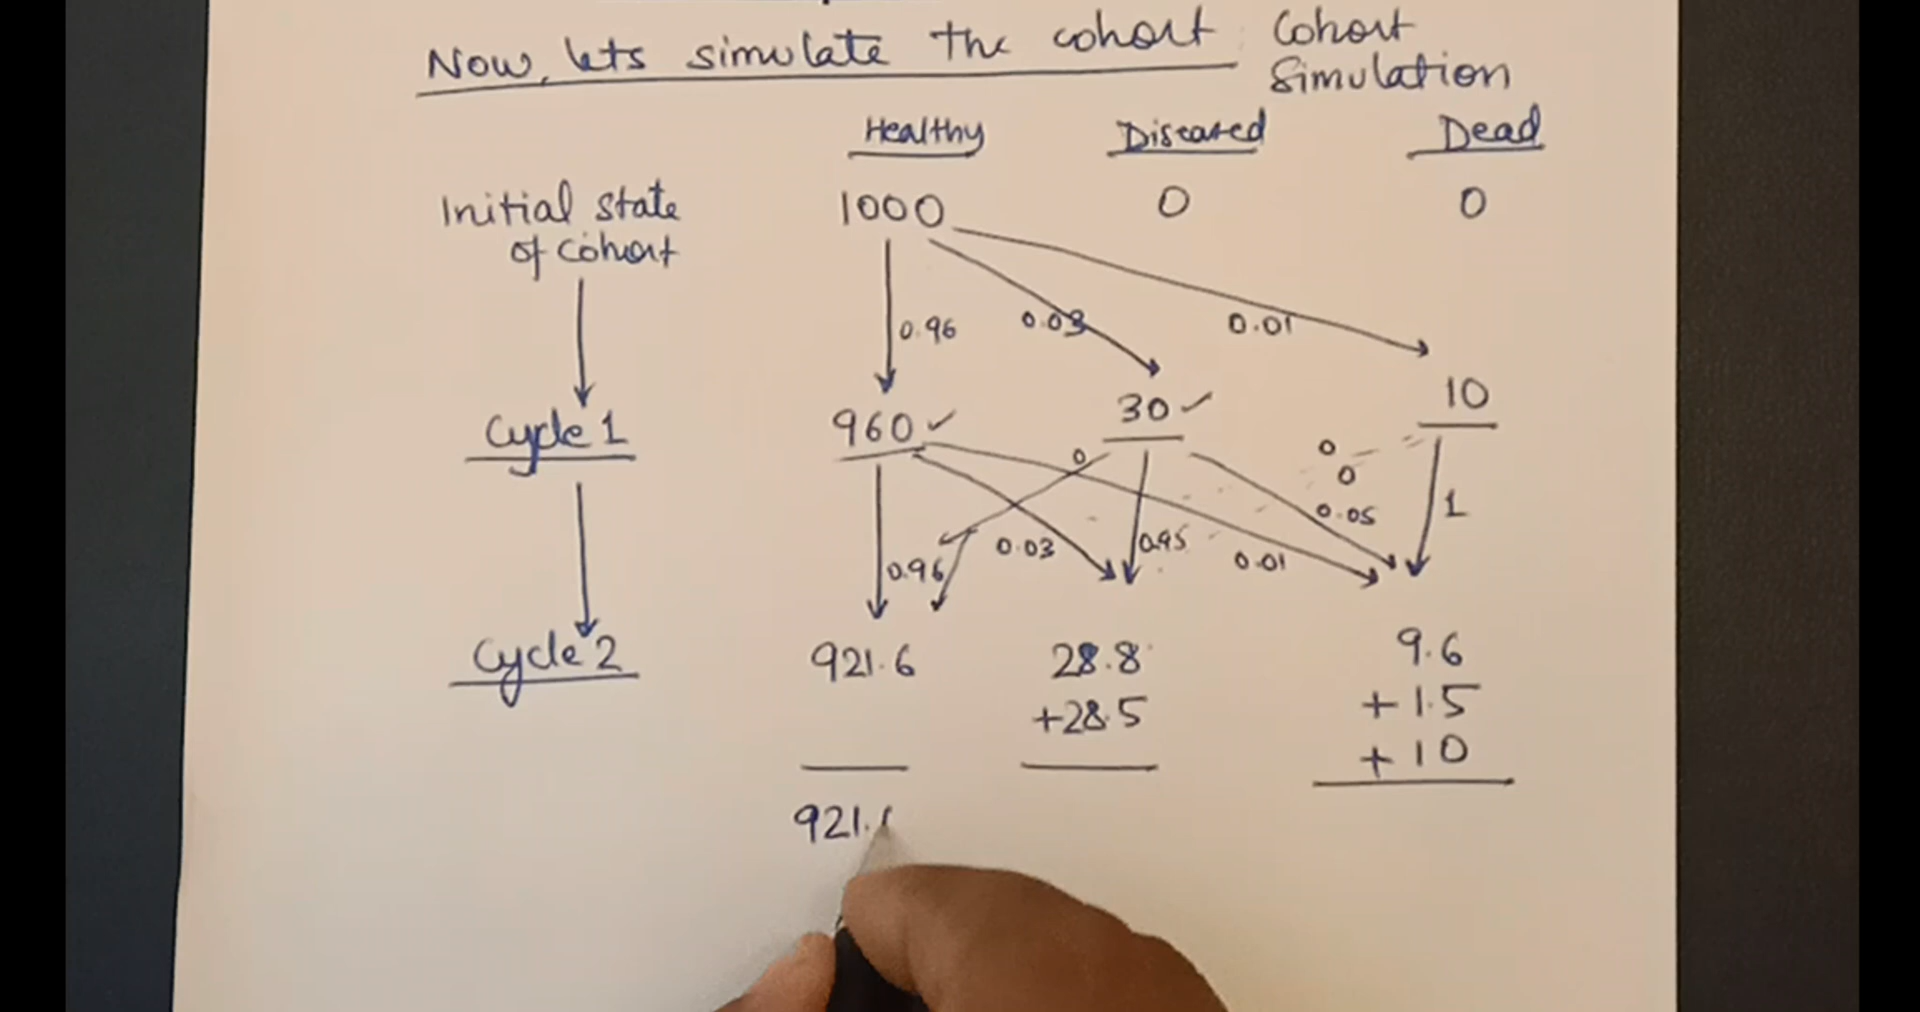 Now, lets simulate the cohort
Cohort
Simulation
Healthy Diseased Dead
Initial state
of cohort
1000 0 0
0.96 0.03 0.01
Cycle 1
960 30 10
0 0
0
0.96 0.03 0.95 0.01 0.05 1
Cycle 2
921.6 28.8 9.6
+28.5 +1.5
+10
921.